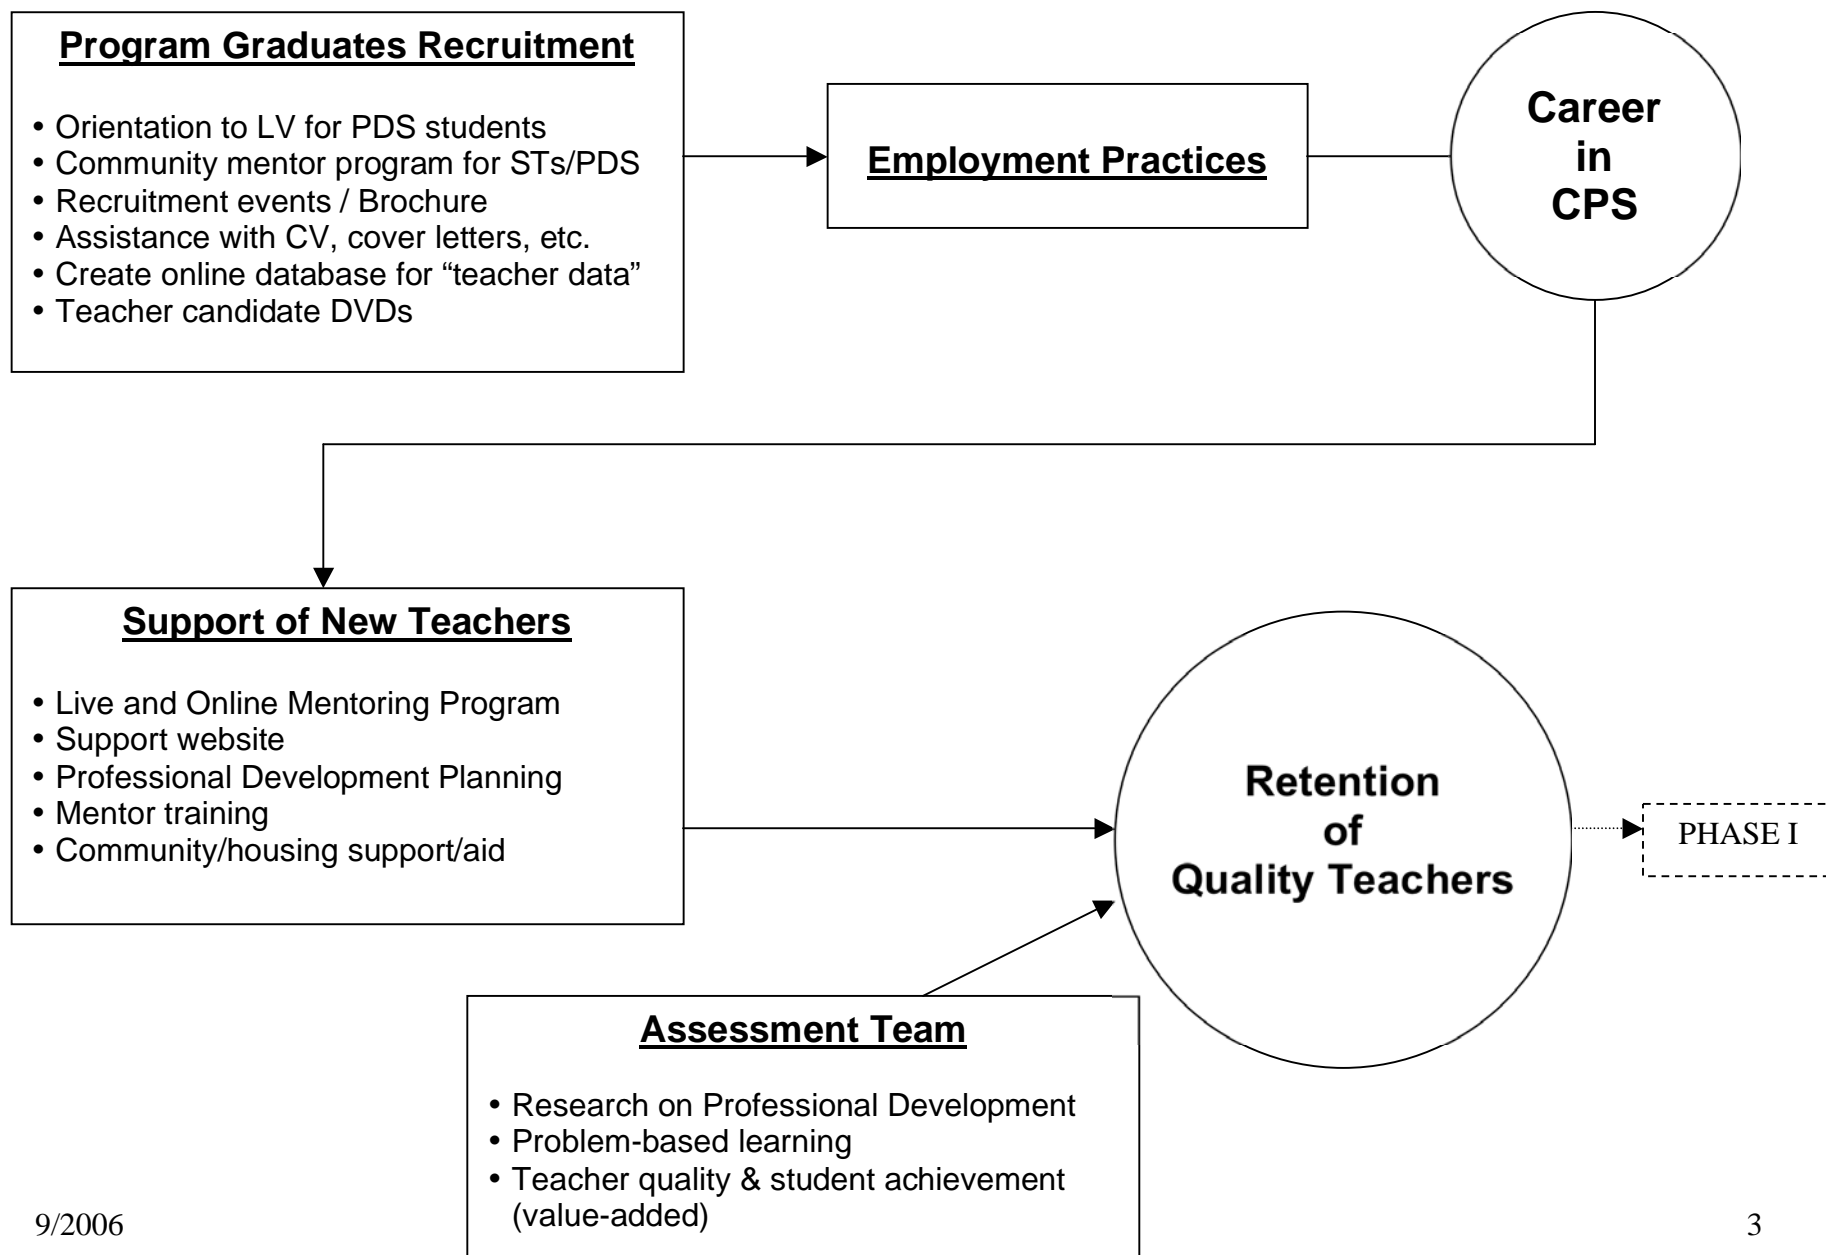 Program Graduates Recruitment
• Orientation to LV for PDS students
• Community mentor program for STs/PDS
• Recruitment events / Brochure
• Assistance with CV, cover letters, etc.
• Create online database for “teacher data”
• Teacher candidate DVDs
Employment Practices
Career
in
CPS
Support of New Teachers
• Live and Online Mentoring Program
• Support website
• Professional Development Planning
• Mentor training
• Community/housing support/aid
Retention
of
Quality Teachers
PHASE I
Assessment Team
• Research on Professional Development
• Problem-based learning
• Teacher quality & student achievement
(value-added)
9/2006
3